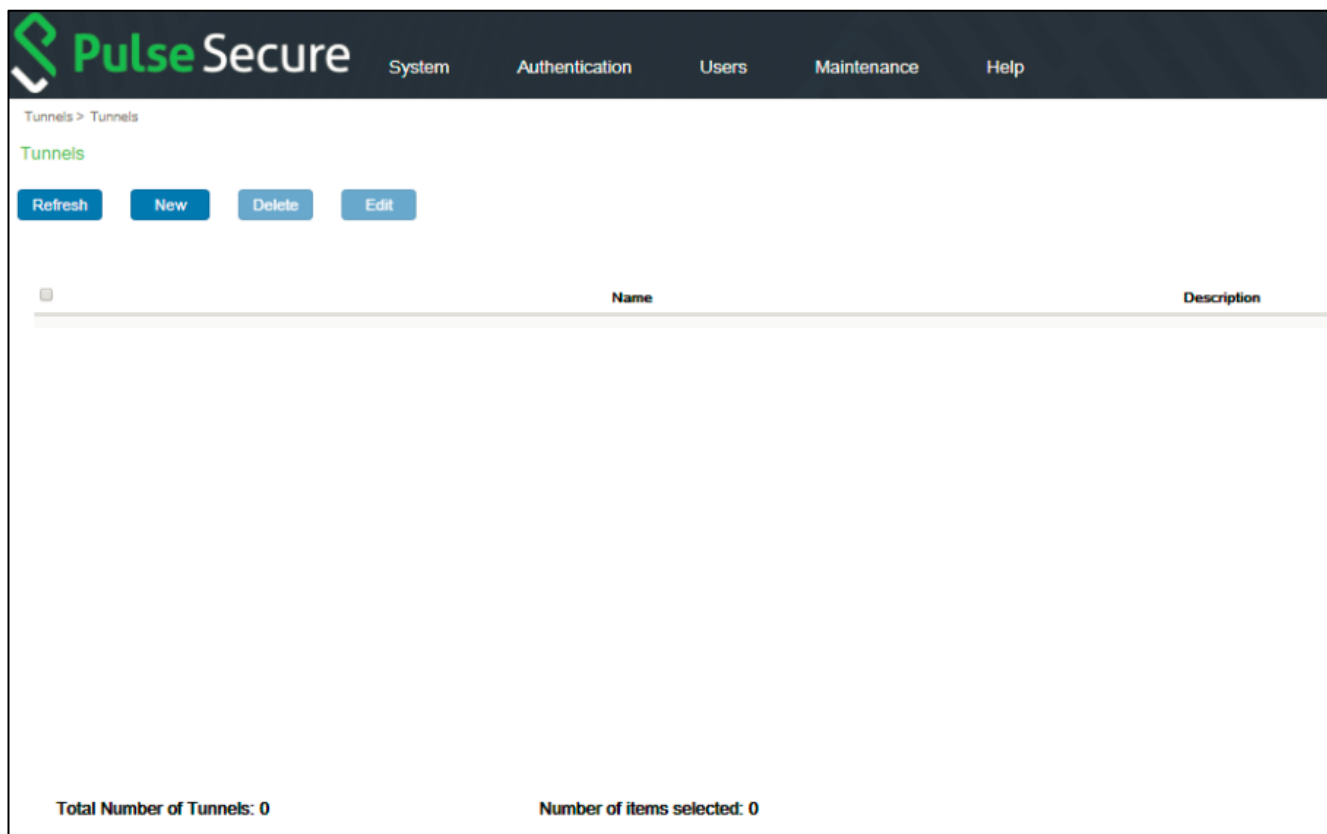 Pulse Secure System Authentication Users Maintenance Help
Tunnels > Tunnels
Tunnels
Refresh New Delete Edit
Name Description
Total Number of Tunnels: 0 Number of items selected: 0